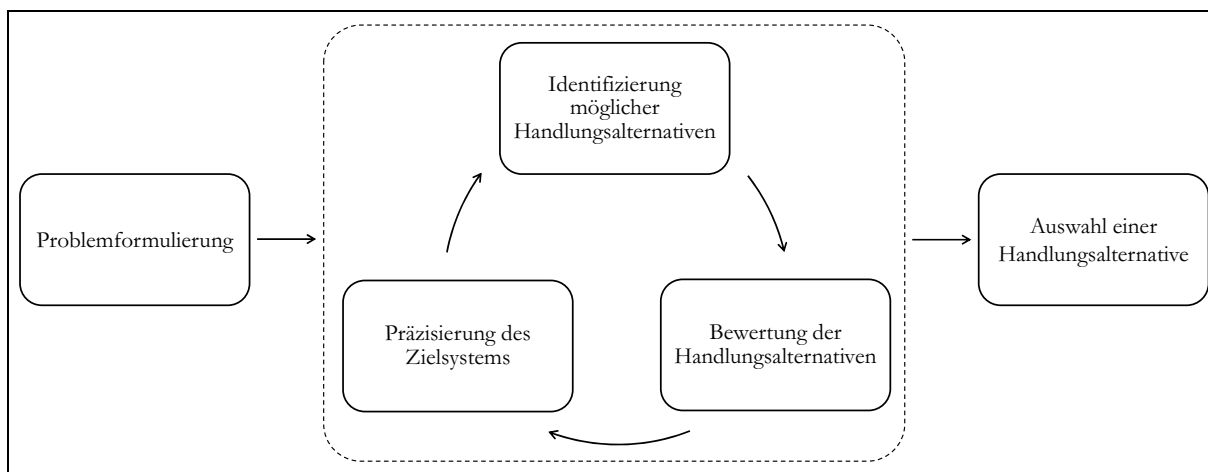 Problemformulierung
Identifizierung
möglicher
Handlungsalternativen
Präzisierung des
Zielsystems
Bewertung der
Handlungsalternativen
Auswahl einer
Handlungsalternative